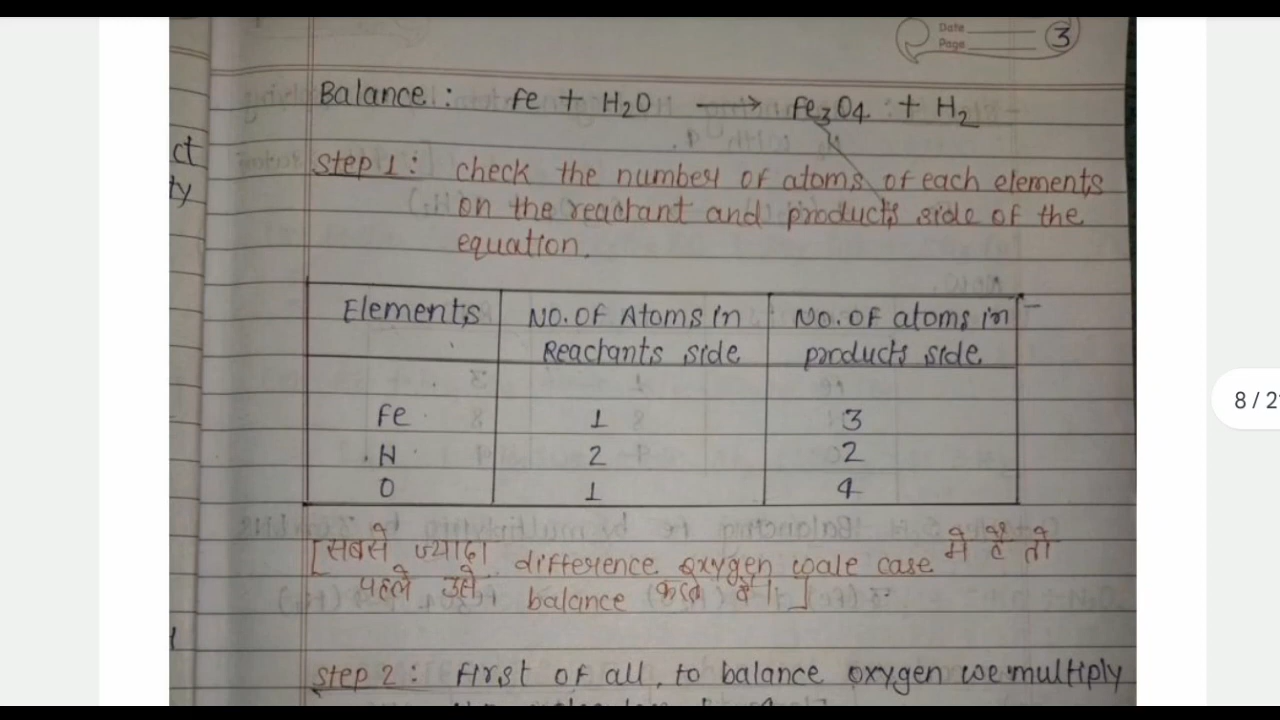 Date
Page
3
Balance: Fe + H₂O → Fe₃O₄ + H₂
ct
ty
Step 1: check the number of atoms of each elements
on the reactant and products side of the
equation.
Elements | No. of Atoms in | No. of atoms in
Reactants side | products side
Fe | 1 | 3
H | 2 | 2
O | 1 | 4
[सबसे ज्यादा difference oxygen wale case मे है तो
पहले उसे balance
Step 2: First of all, to balance oxygen we multiply
8 / 2